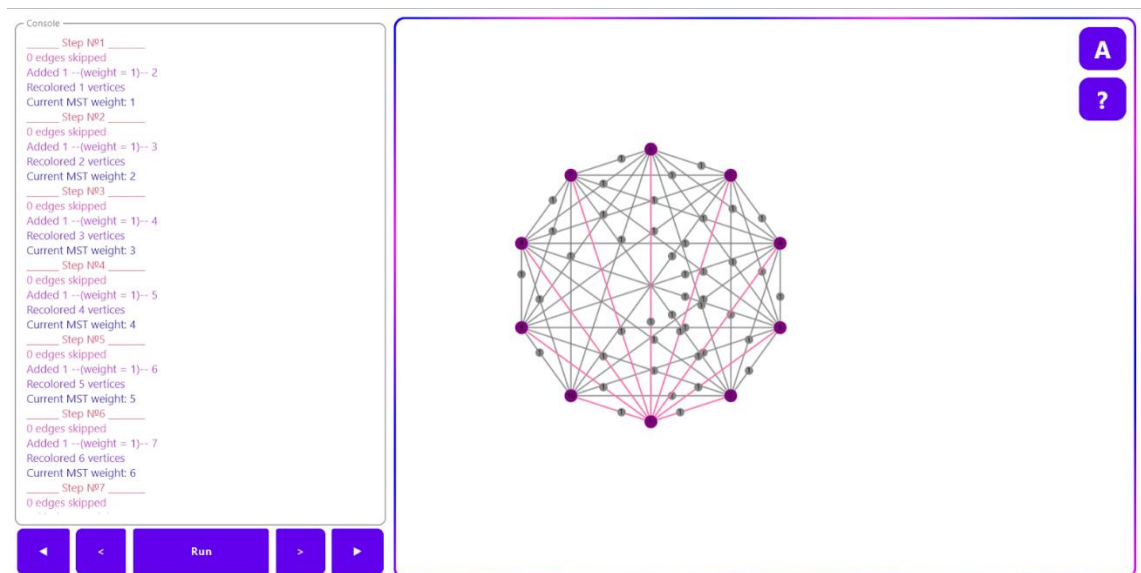 Console
______ Step №1 ______
0 edges skipped
Added 1 --(weight = 1)-- 2
Recolored 1 vertices
Current MST weight: 1
______ Step №2 ______
0 edges skipped
Added 1 --(weight = 1)-- 3
Recolored 2 vertices
Current MST weight: 2
______ Step №3 ______
0 edges skipped
Added 1 --(weight = 1)-- 4
Recolored 3 vertices
Current MST weight: 3
______ Step №4 ______
0 edges skipped
Added 1 --(weight = 1)-- 5
Recolored 4 vertices
Current MST weight: 4
______ Step №5 ______
0 edges skipped
Added 1 --(weight = 1)-- 6
Recolored 5 vertices
Current MST weight: 5
______ Step №6 ______
0 edges skipped
Added 1 --(weight = 1)-- 7
Recolored 6 vertices
Current MST weight: 6
______ Step №7 ______
0 edges skipped
< Run >
A
?